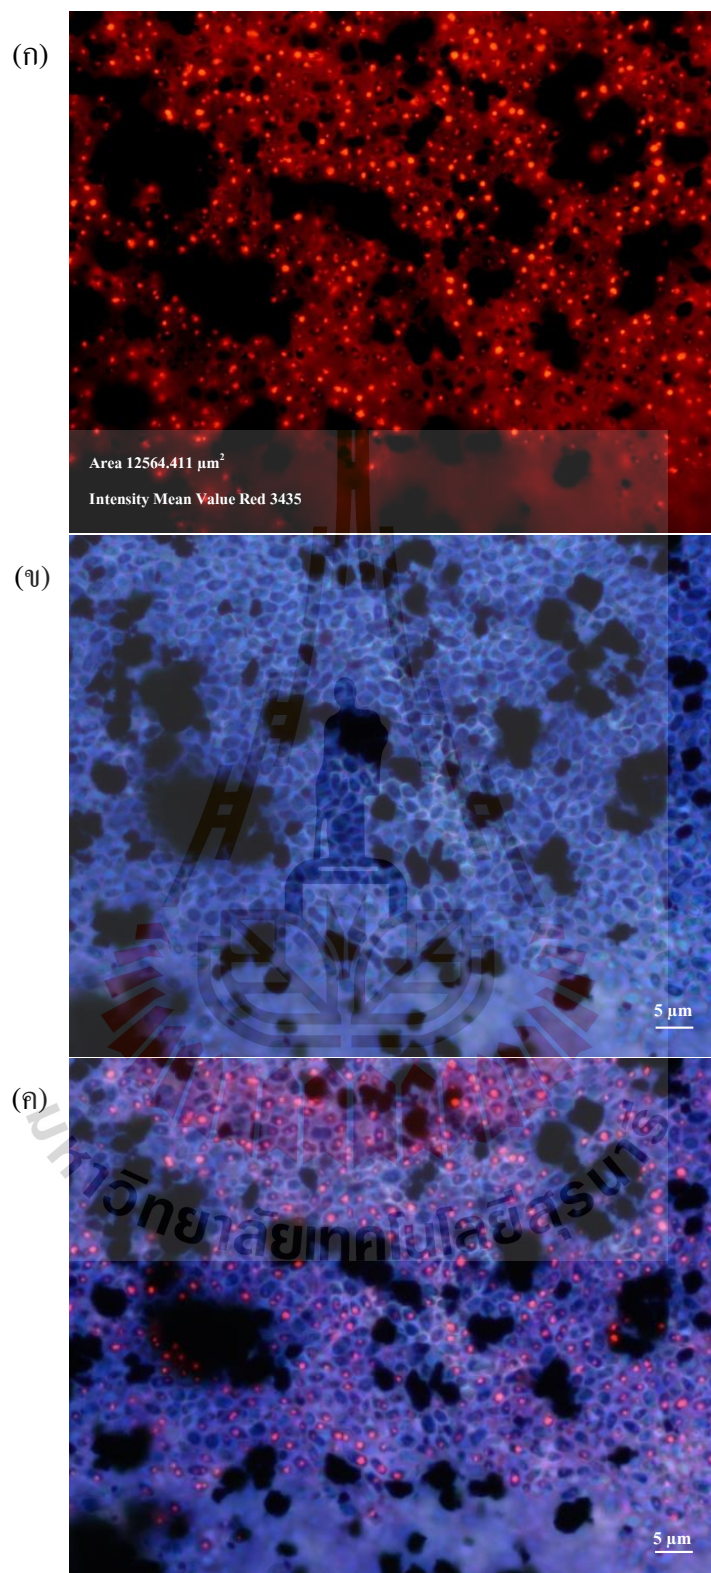 (ก)
Area 12564.411 µm²
Intensity Mean Value Red 3435
(ข)
5 µm
(ค)
มหาวิทยาลัยเทคโนโลยีสุรนารี
5 µm